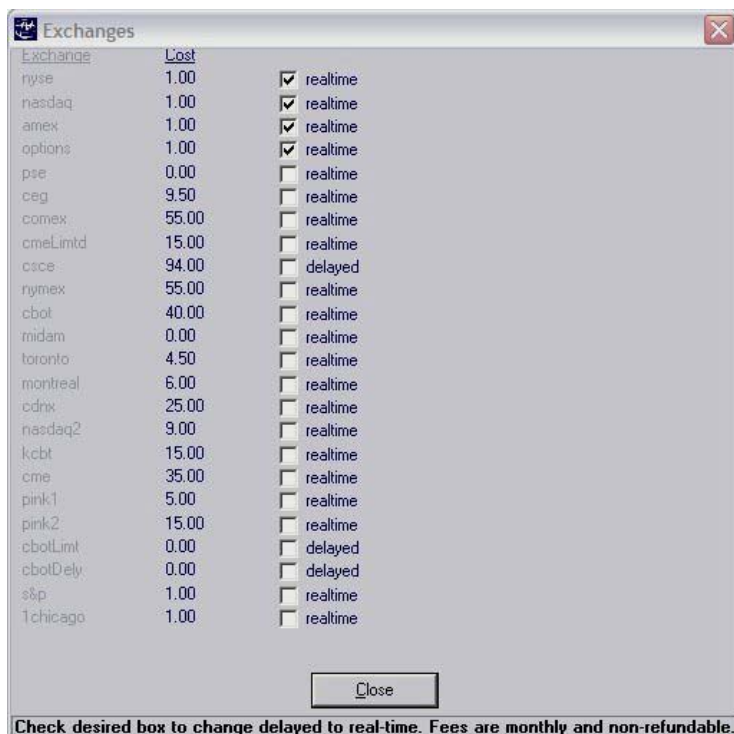 Exchanges
Exchange Cost
nyse 1.00 realtime
nasdaq 1.00 realtime
amex 1.00 realtime
options 1.00 realtime
pse 0.00 realtime
ceg 9.50 realtime
comex 55.00 realtime
cmeLimtd 15.00 realtime
csce 94.00 delayed
nymex 55.00 realtime
cbot 40.00 realtime
midam 0.00 realtime
toronto 4.50 realtime
montreal 6.00 realtime
cdnx 25.00 realtime
nasdaq2 9.00 realtime
kcbt 15.00 realtime
cme 35.00 realtime
pink1 5.00 realtime
pink2 15.00 realtime
cbotLimt 0.00 delayed
cbotDely 0.00 delayed
s&p 1.00 realtime
1chicago 1.00 realtime
Close
Check desired box to change delayed to real-time. Fees are monthly and non-refundable.